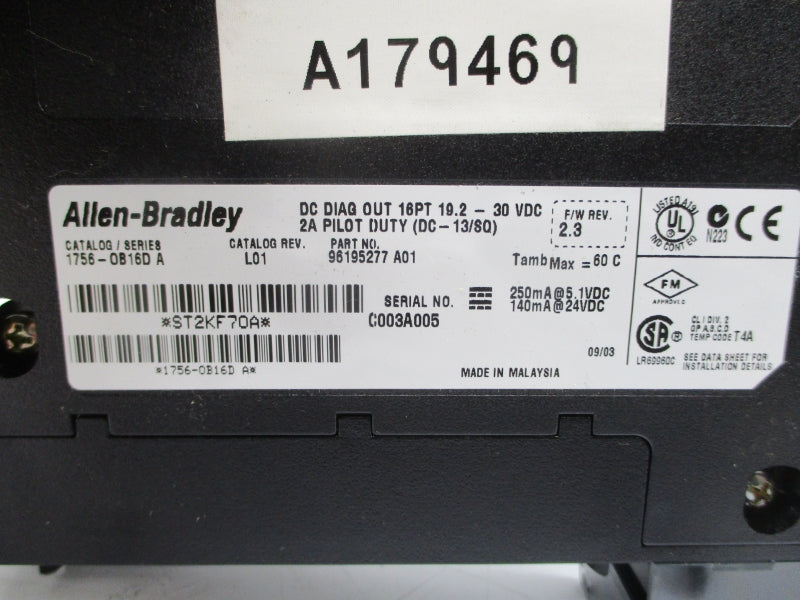 A179469
Allen-Bradley
DC DIAG OUT 16PT 19.2 - 30 VDC
2A PILOT DUTY (DC-13/SQ)
F/W REV.
2.3
CATALOG / SERIES
1756-OB16D A
CATALOG REV.
L01
PART NO.
96195277 A01
Tamb Max = 60 C
*ST2KF70A*
SERIAL NO.
C003A005
250mA@5.1VDC
140mA@24VDC
*1756-OB16D A*
09/03
MADE IN MALAYSIA
LISTED
UL
IND CONT EQ
N223
CE
FM
APPROVED
SA
CL I DIV. 2
GP A,B,C,D
TEMP CODE T4A
SEE DATA SHEET FOR
INSTALLATION DETAILS